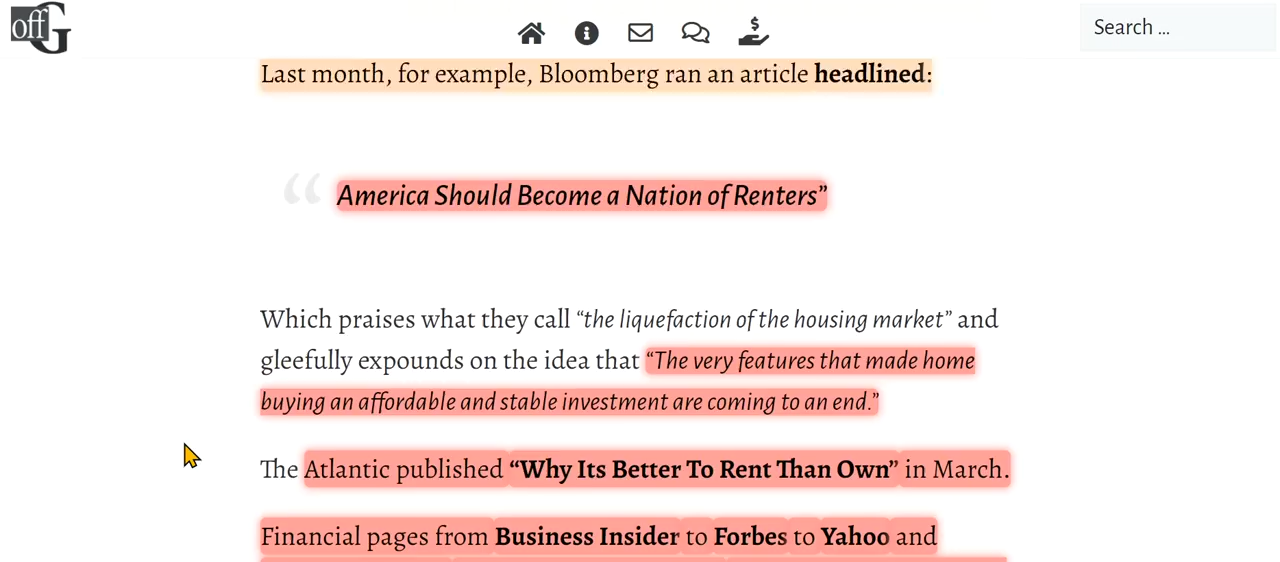 off G
Search ...
Last month, for example, Bloomberg ran an article headlined:
“ America Should Become a Nation of Renters”
Which praises what they call “the liquefaction of the housing market” and
gleefully expounds on the idea that “The very features that made home
buying an affordable and stable investment are coming to an end.”
The Atlantic published “Why Its Better To Rent Than Own” in March.
Financial pages from Business Insider to Forbes to Yahoo and